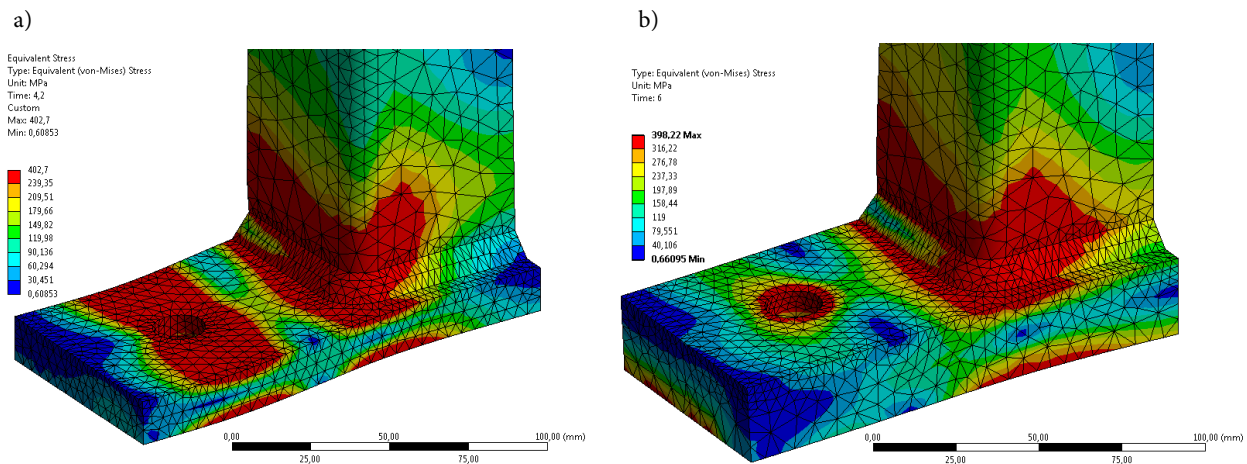 a)
Equivalent Stress
Type: Equivalent (von-Mises) Stress
Unit: MPa
Time: 4,2
Custom
Max: 402,7
Min: 0,60853
402,7
239,35
209,51
179,66
149,82
119,98
90,136
60,294
30,451
0,60853
0,00
50,00
100,00 (mm)
25,00
75,00
b)
Type: Equivalent (von-Mises) Stress
Unit: MPa
Time: 6
398,22 Max
316,22
276,78
237,33
197,89
158,44
119
79,551
40,106
0,66095 Min
0,00
50,00
100,00 (mm)
25,00
75,00